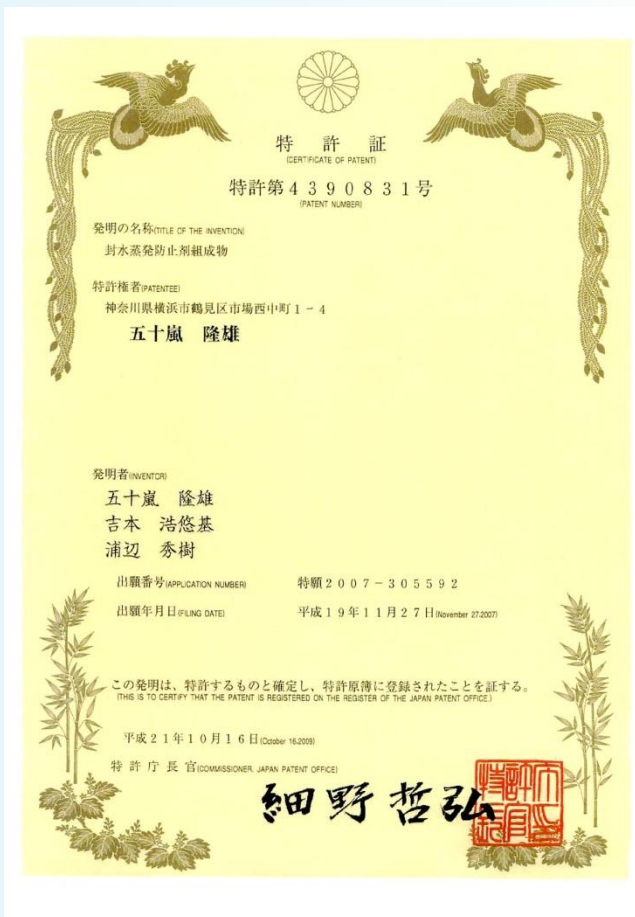 特許証
(CERTIFICATE OF PATENT)
特許第4390831号
(PATENT NUMBER)
発明の名称(TITLE OF THE INVENTION)
封水蒸発防止剤組成物
特許権者(PATENTEE)
神奈川県横浜市鶴見区市場西中町1-4
五十嵐 隆雄
発明者(INVENTOR)
五十嵐 隆雄
吉本 浩悠基
浦辺 秀樹
出願番号(APPLICATION NUMBER) 特願2007-305592
出願年月日(FILING DATE) 平成19年11月27日(November 27,2007)
この発明は、特許するものと確定し、特許原簿に登録されたことを証する。
(THIS IS TO CERTIFY THAT THE PATENT IS REGISTERED ON THE REGISTER OF THE JAPAN PATENT OFFICE.)
平成21年10月16日(October 16,2009)
特許庁長官(COMMISSIONER, JAPAN PATENT OFFICE)
細野哲弘